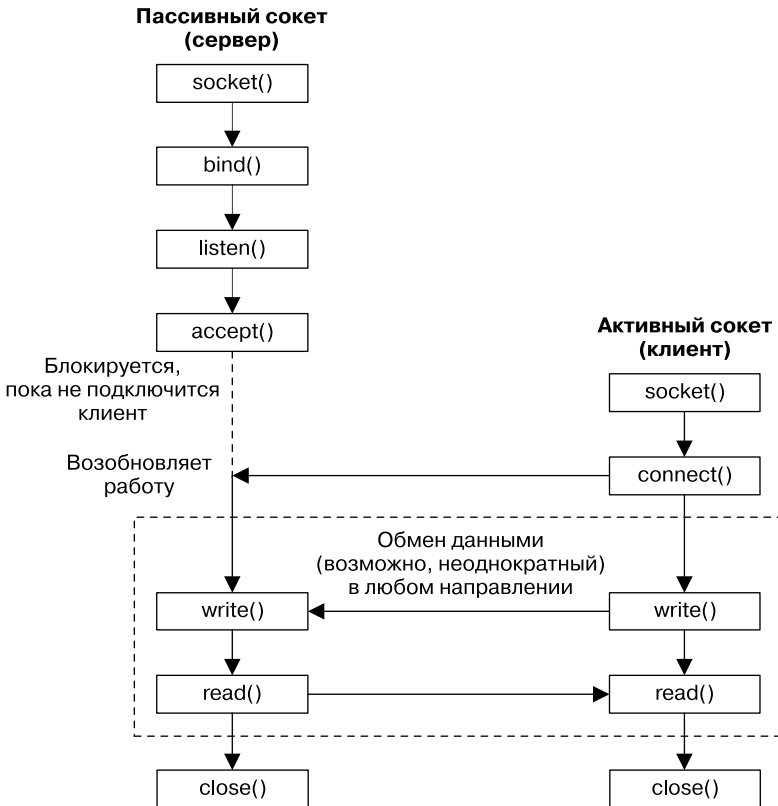 Пассивный сокет
(сервер)
socket()
bind()
listen()
accept()
Блокируется,
пока не подключится
клиент
Возобновляет
работу
Активный сокет
(клиент)
socket()
connect()
Обмен данными
(возможно, неоднократный)
в любом направлении
write()
write()
read()
read()
close()
close()